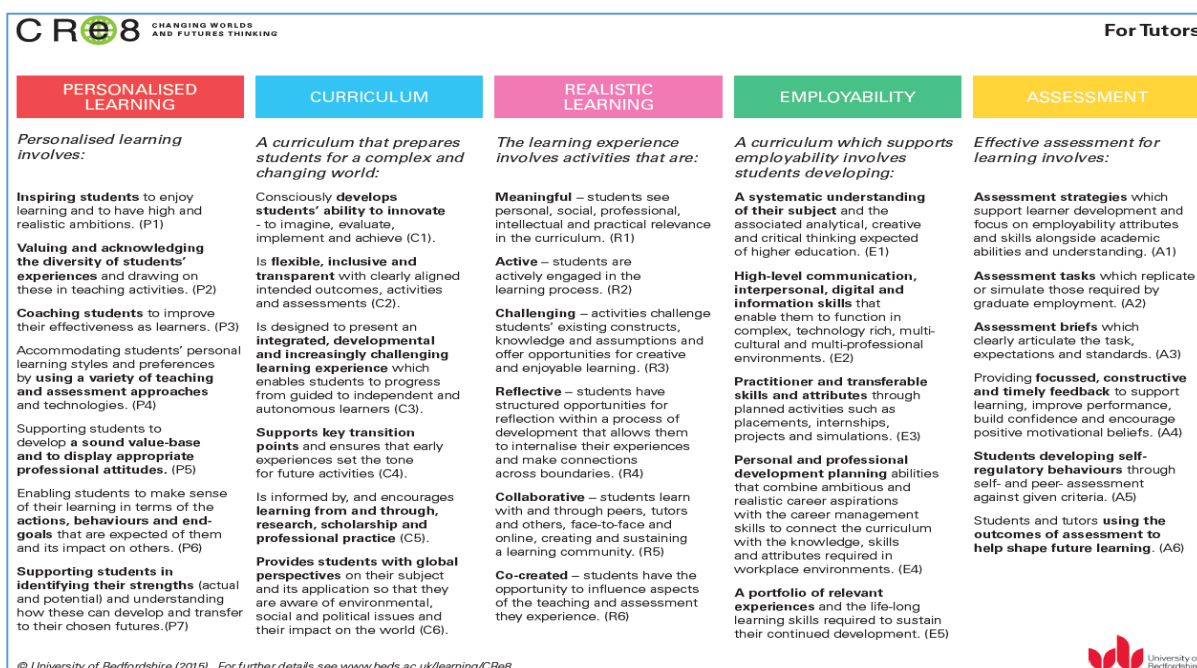 CRe8 CHANGING WORLDS
AND FUTURES THINKING
For Tutors
PERSONALISED
LEARNING
Personalised learning
involves:
Inspiring students to enjoy
learning and to have high and
realistic ambitions. (P1)
Valuing and acknowledging
the diversity of students'
experiences and drawing on
these in teaching activities. (P2)
Coaching students to improve
their effectiveness as learners. (P3)
Accommodating students' personal
learning styles and preferences
by using a variety of teaching
and assessment approaches
and technologies. (P4)
Supporting students to
develop a sound value-base
and to display appropriate
professional attitudes. (P5)
Enabling students to make sense
of their learning in terms of the
actions, behaviours and end-
goals that are expected of them
and its impact on others. (P6)
Supporting students in
identifying their strengths (actual
and potential) and understanding
how these can develop and transfer
to their chosen futures.(P7)
CURRICULUM
A curriculum that prepares
students for a complex and
changing world:
Consciously develops
students' ability to innovate
- to imagine, evaluate,
implement and achieve (C1).
Is flexible, inclusive and
transparent with clearly aligned
intended outcomes, activities
and assessments (C2).
Is designed to present an
integrated, developmental
and increasingly challenging
learning experience which
enables students to progress
from guided to independent and
autonomous learners (C3).
Supports key transition
points and ensures that early
experiences set the tone
for future activities (C4).
Is informed by, and encourages
learning from and through,
research, scholarship and
professional practice (C5).
Provides students with global
perspectives on their subject
and its application so that they
are aware of environmental,
social and political issues and
their impact on the world (C6).
REALISTIC
LEARNING
The learning experience
involves activities that are:
Meaningful – students see
personal, social, professional,
intellectual and practical relevance
in the curriculum. (R1)
Active – students are
actively engaged in the
learning process. (R2)
Challenging – activities challenge
students' existing constructs,
knowledge and assumptions and
offer opportunities for creative
and enjoyable learning. (R3)
Reflective – students have
structured opportunities for
reflection within a process of
development that allows them
to internalise their experiences
and make connections
across boundaries. (R4)
Collaborative – students learn
with and through peers, tutors
and others, face-to-face and
online, creating and sustaining
a learning community. (R5)
Co-created – students have the
opportunity to influence aspects
of the teaching and assessment
they experience. (R6)
EMPLOYABILITY
A curriculum which supports
employability involves
students developing:
A systematic understanding
of their subject and the
associated analytical, creative
and critical thinking expected
of higher education. (E1)
High-level communication,
interpersonal, digital and
information skills that
enable them to function in
complex, technology rich, multi-
cultural and multi-professional
environments. (E2)
Practitioner and transferable
skills and attributes through
planned activities such as
placements, internships,
projects and simulations. (E3)
Personal and professional
development planning abilities
that combine ambitious and
realistic career aspirations
with the career management
skills to connect the curriculum
with the knowledge, skills
and attributes required in
workplace environments. (E4)
A portfolio of relevant
experiences and the life-long
learning skills required to sustain
their continued development. (E5)
ASSESSMENT
Effective assessment for
learning involves:
Assessment strategies which
support learner development and
focus on employability attributes
and skills alongside academic
abilities and understanding. (A1)
Assessment tasks which replicate
or simulate those required by
graduate employment. (A2)
Assessment briefs which
clearly articulate the task,
expectations and standards. (A3)
Providing focussed, constructive
and timely feedback to support
learning, improve performance,
build confidence and encourage
positive motivational beliefs. (A4)
Students developing self-
regulatory behaviours through
self- and peer- assessment
against given criteria. (A5)
Students and tutors using the
outcomes of assessment to
help shape future learning. (A6)
© University of Bedfordshire (2015). For further details see www.beds.ac.uk/learning/CRe8
University of
Bedfordshire